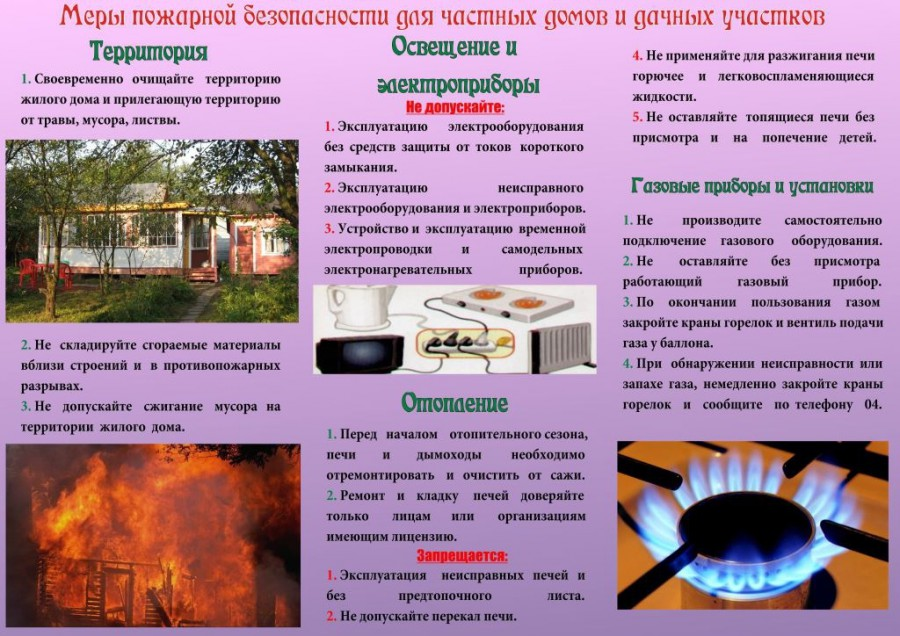 Меры пожарной безопасности для частных домов и дачных участков
Территория
1. Своевременно очищайте территорию
жилого дома и прилегающую территорию
от травы, мусора, листвы.
2. Не складируйте сгораемые материалы
вблизи строений и в противопожарных
разрывах.
3. Не допускайте сжигание мусора на
территории жилого дома.
Освещение и
электроприборы
Не допускайте:
1. Эксплуатацию электрооборудования
без средств защиты от токов короткого
замыкания.
2. Эксплуатацию неисправного
электрооборудования и электроприборов.
3. Устройство и эксплуатацию временной
электропроводки и самодельных
электронагревательных приборов.
Отопление
1. Перед началом отопительного сезона,
печи и дымоходы необходимо
отремонтировать и очистить от сажи.
2. Ремонт и кладку печей доверяйте
только лицам или организациям
имеющим лицензию.
Запрещается:
1. Эксплуатация неисправных печей и
без предтопочного листа.
2. Не допускайте перекал печи.
4. Не применяйте для разжигания печи
горючее и легковоспламеняющиеся
жидкости.
5. Не оставляйте топящиеся печи без
присмотра и на попечение детей.
Газовые приборы и установки
1. Не производите самостоятельно
подключение газового оборудования.
2. Не оставляйте без присмотра
работающий газовый прибор.
3. По окончании пользования газом
закройте краны горелок и вентиль подачи
газа у баллона.
4. При обнаружении неисправности или
запахе газа, немедленно закройте краны
горелок и сообщите по телефону 04.